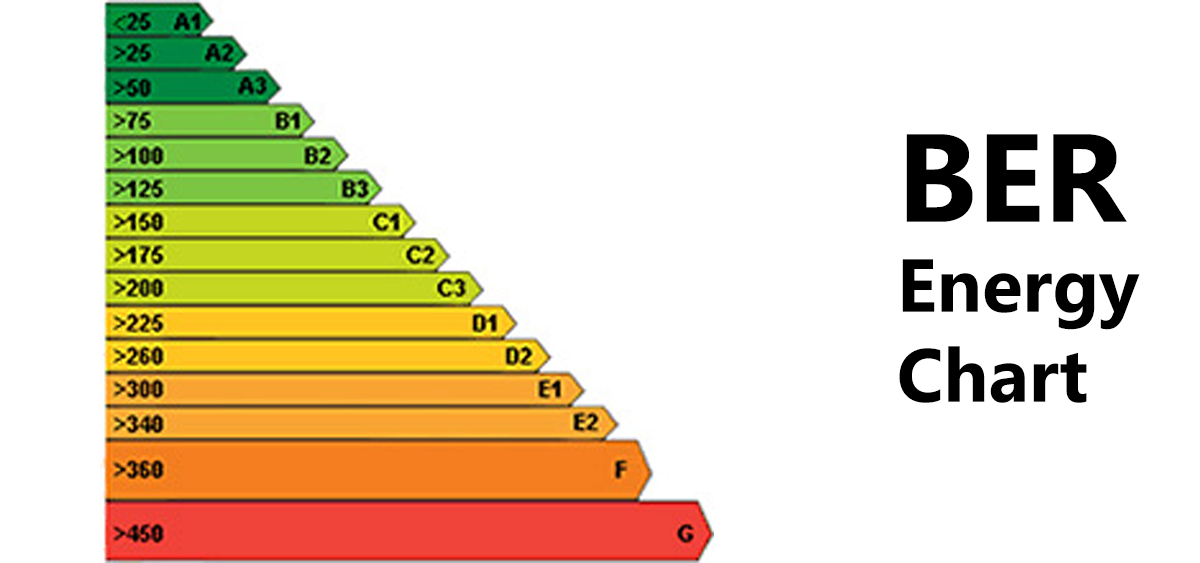 <25 A1
>25 A2
>50 A3
>75 B1
>100 B2
>125 B3
>150 C1
>175 C2
>200 C3
>225 D1
>260 D2
>300 E1
>340 E2
>360 F
>450 G
BER
Energy
Chart